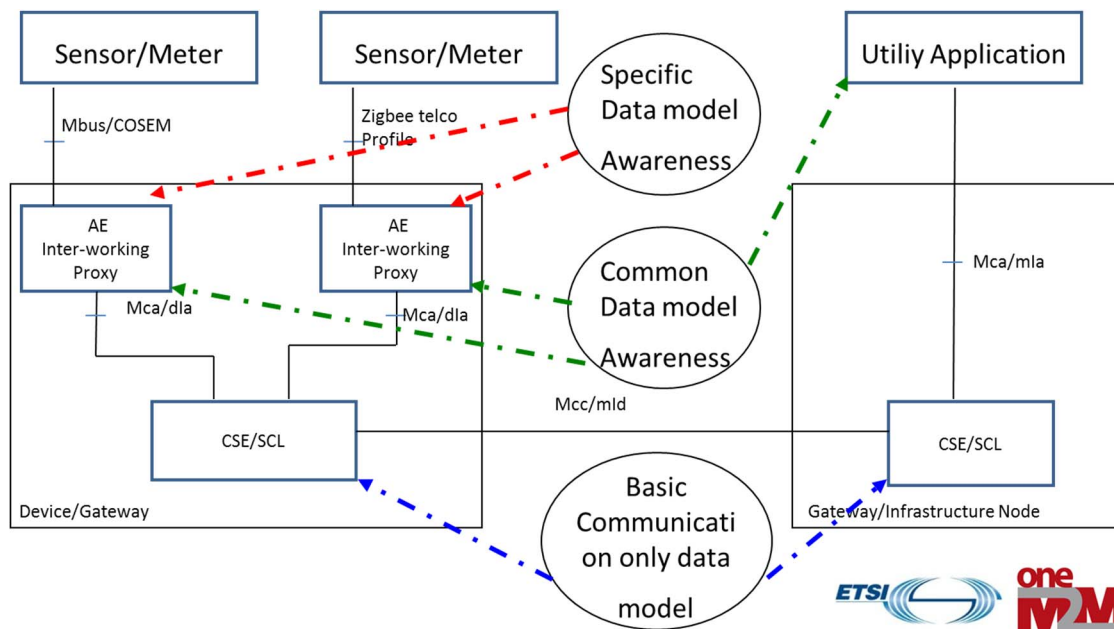 Sensor/Meter
Sensor/Meter
Utiliy Application
Specific
Data model
Awareness
Mbus/COSEM
Zigbee telco
Profile
AE
Inter-working
Proxy
AE
Inter-working
Proxy
Common
Data model
Awareness
Mca/mIa
Mca/dIa
Mca/dIa
Mcc/mId
CSE/SCL
CSE/SCL
Basic
Communicati
on only data
model
Device/Gateway
Gateway/Infrastructure Node
ETSI
one
M2M